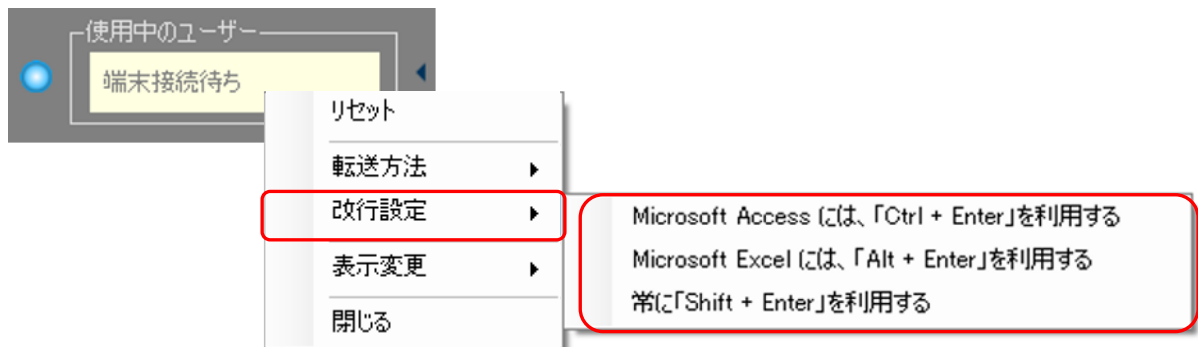 使用中のユーザー
端末接続待ち
リセット
転送方法
改行設定
Microsoft Access には、「Ctrl + Enter」を利用する
Microsoft Excel には、「Alt + Enter」を利用する
常に「Shift + Enter」を利用する
表示変更
閉じる